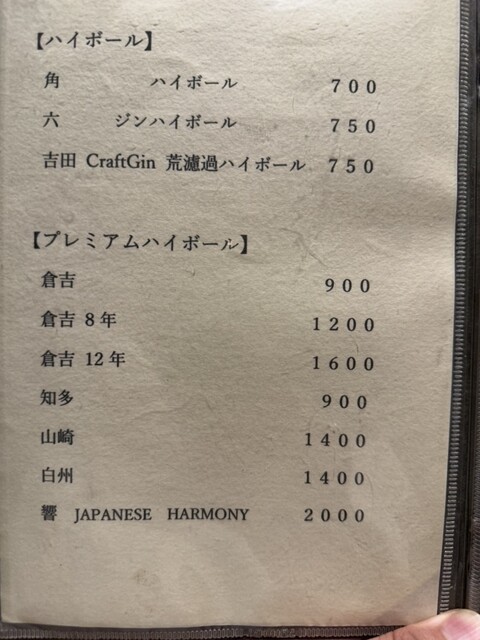 【ハイボール】
角 ハイボール 700
六 ジンハイボール 750
吉田 CraftGin 荒濾過ハイボール 750
【プレミアムハイボール】
倉吉 900
倉吉 8年 1200
倉吉 12年 1600
知多 900
山崎 1400
白州 1400
響 JAPANESE HARMONY 2000